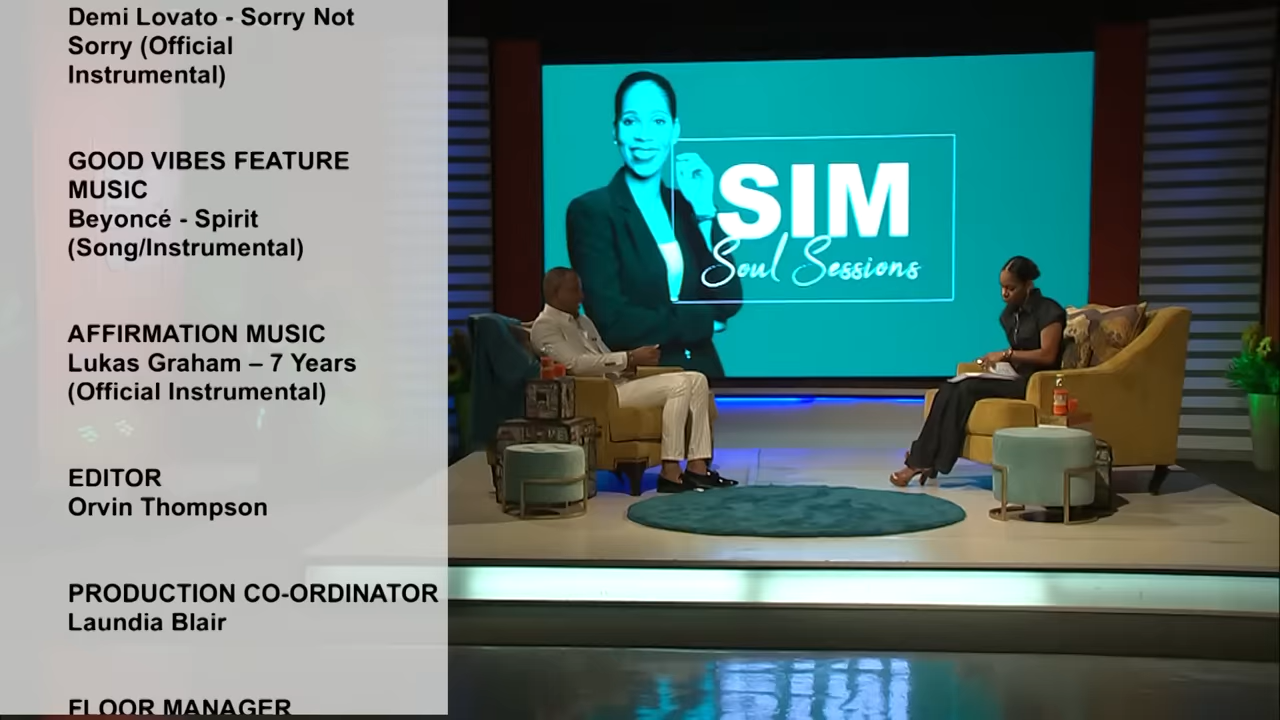 Demi Lovato - Sorry Not
Sorry (Official
Instrumental)
GOOD VIBES FEATURE
MUSIC
Beyoncé - Spirit
(Song/Instrumental)
AFFIRMATION MUSIC
Lukas Graham – 7 Years
(Official Instrumental)
EDITOR
Orvin Thompson
PRODUCTION CO-ORDINATOR
Laundia Blair
FLOOR MANAGER
SIM
Soul Sessions